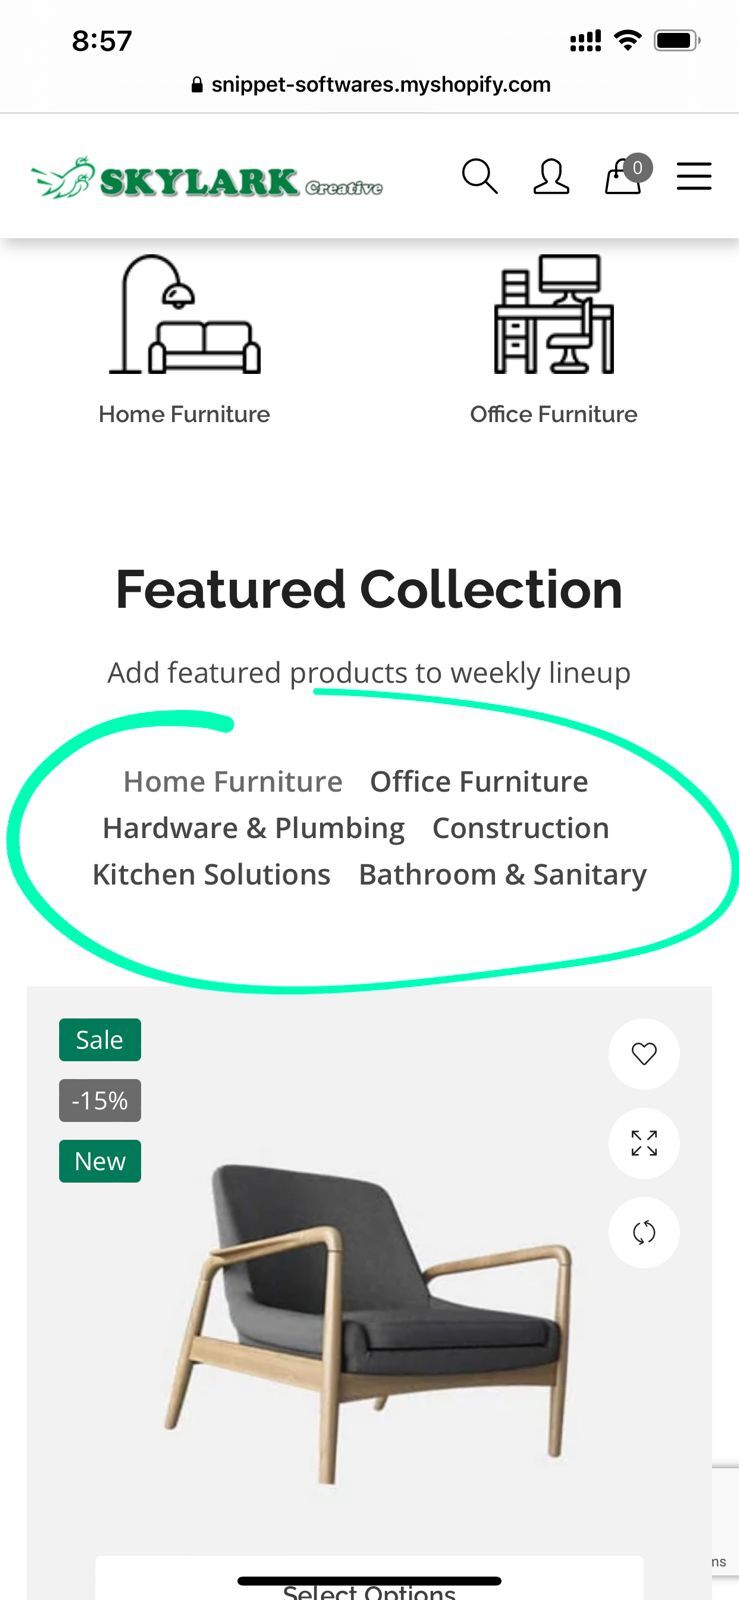 8:57
snippet-softwares.myshopify.com
SKYLARK Creative
0
Home Furniture Office Furniture
Featured Collection
Add featured products to weekly lineup
Home Furniture Office Furniture
Hardware & Plumbing Construction
Kitchen Solutions Bathroom & Sanitary
Sale
-15%
New
Select Options